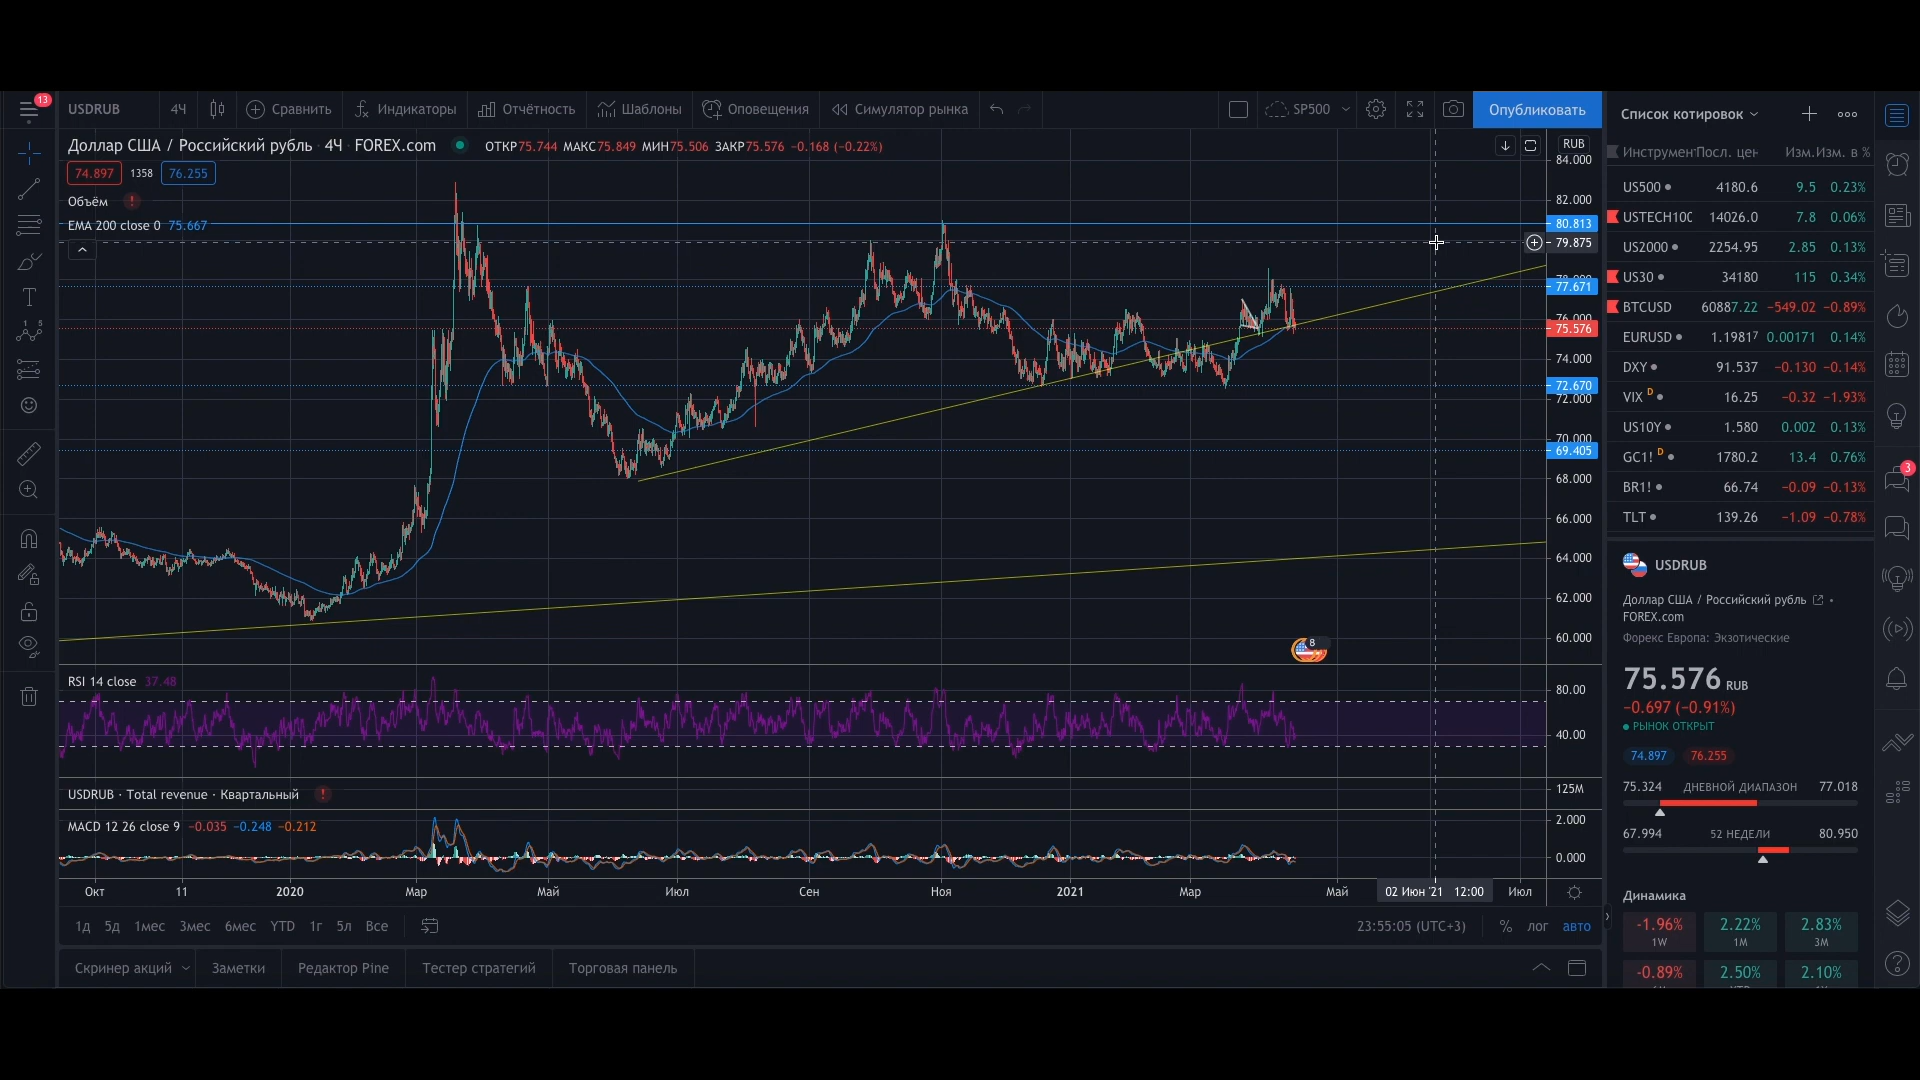 13
USDRUB
4Ч
Сравнить
Индикаторы
Отчётность
Шаблоны
Оповещения
Симулятор рынка
SP500
Опубликовать
Доллар США / Российский рубль · 4Ч · FOREX.com
ОТКР75.744 МАКС75.849 МИН75.506 ЗАКР75.576 −0.168 (−0.22%)
74.897 1358 76.255
Объём
EMA 200 close 0 75.667
RUB
84.000
82.000
80.813
79.875
77.671
76.000
75.576
74.000
72.670
72.000
70.000
69.405
68.000
66.000
64.000
62.000
60.000
8
RSI 14 close 37.48
80.00
40.00
USDRUB · Total revenue · Квартальный
125M
MACD 12 26 close 9 −0.035 −0.248 −0.212
2.000
0.000
Окт 11 2020 Мар Май Июл Сен Ноя 2021 Мар Май 02 Июн '21 12:00 Июл
1д 5д 1мес 3мес 6мес YTD 1г 5л Все
23:55:05 (UTC+3) % лог авто
Скринер акций Заметки Редактор Pine Тестер стратегий Торговая панель
Список котировок
Инструмент Посл. цен Изм. Изм. в %
US500 4180.6 9.5 0.23%
USTECH100 14026.0 7.8 0.06%
US2000 2254.95 2.85 0.13%
US30 34180 115 0.34%
BTCUSD 60887.22 −549.02 −0.89%
EURUSD 1.19817 0.00171 0.14%
DXY 91.537 −0.130 −0.14%
VIX D 16.25 −0.32 −1.93%
US10Y 1.580 0.002 0.13%
GC1! D 1780.2 13.4 0.76%
BR1! 66.74 −0.09 −0.13%
TLT 139.26 −1.09 −0.78%
3
USDRUB
Доллар США / Российский рубль
FOREX.com
Форекс Европа: Экзотические
75.576 RUB
−0.697 (−0.91%)
РЫНОК ОТКРЫТ
74.897 76.255
75.324 ДНЕВНОЙ ДИАПАЗОН 77.018
67.994 52 НЕДЕЛИ 80.950
Динамика
-1.96% 2.22% 2.83%
1W 1M 3M
-0.89% 2.50% 2.10%